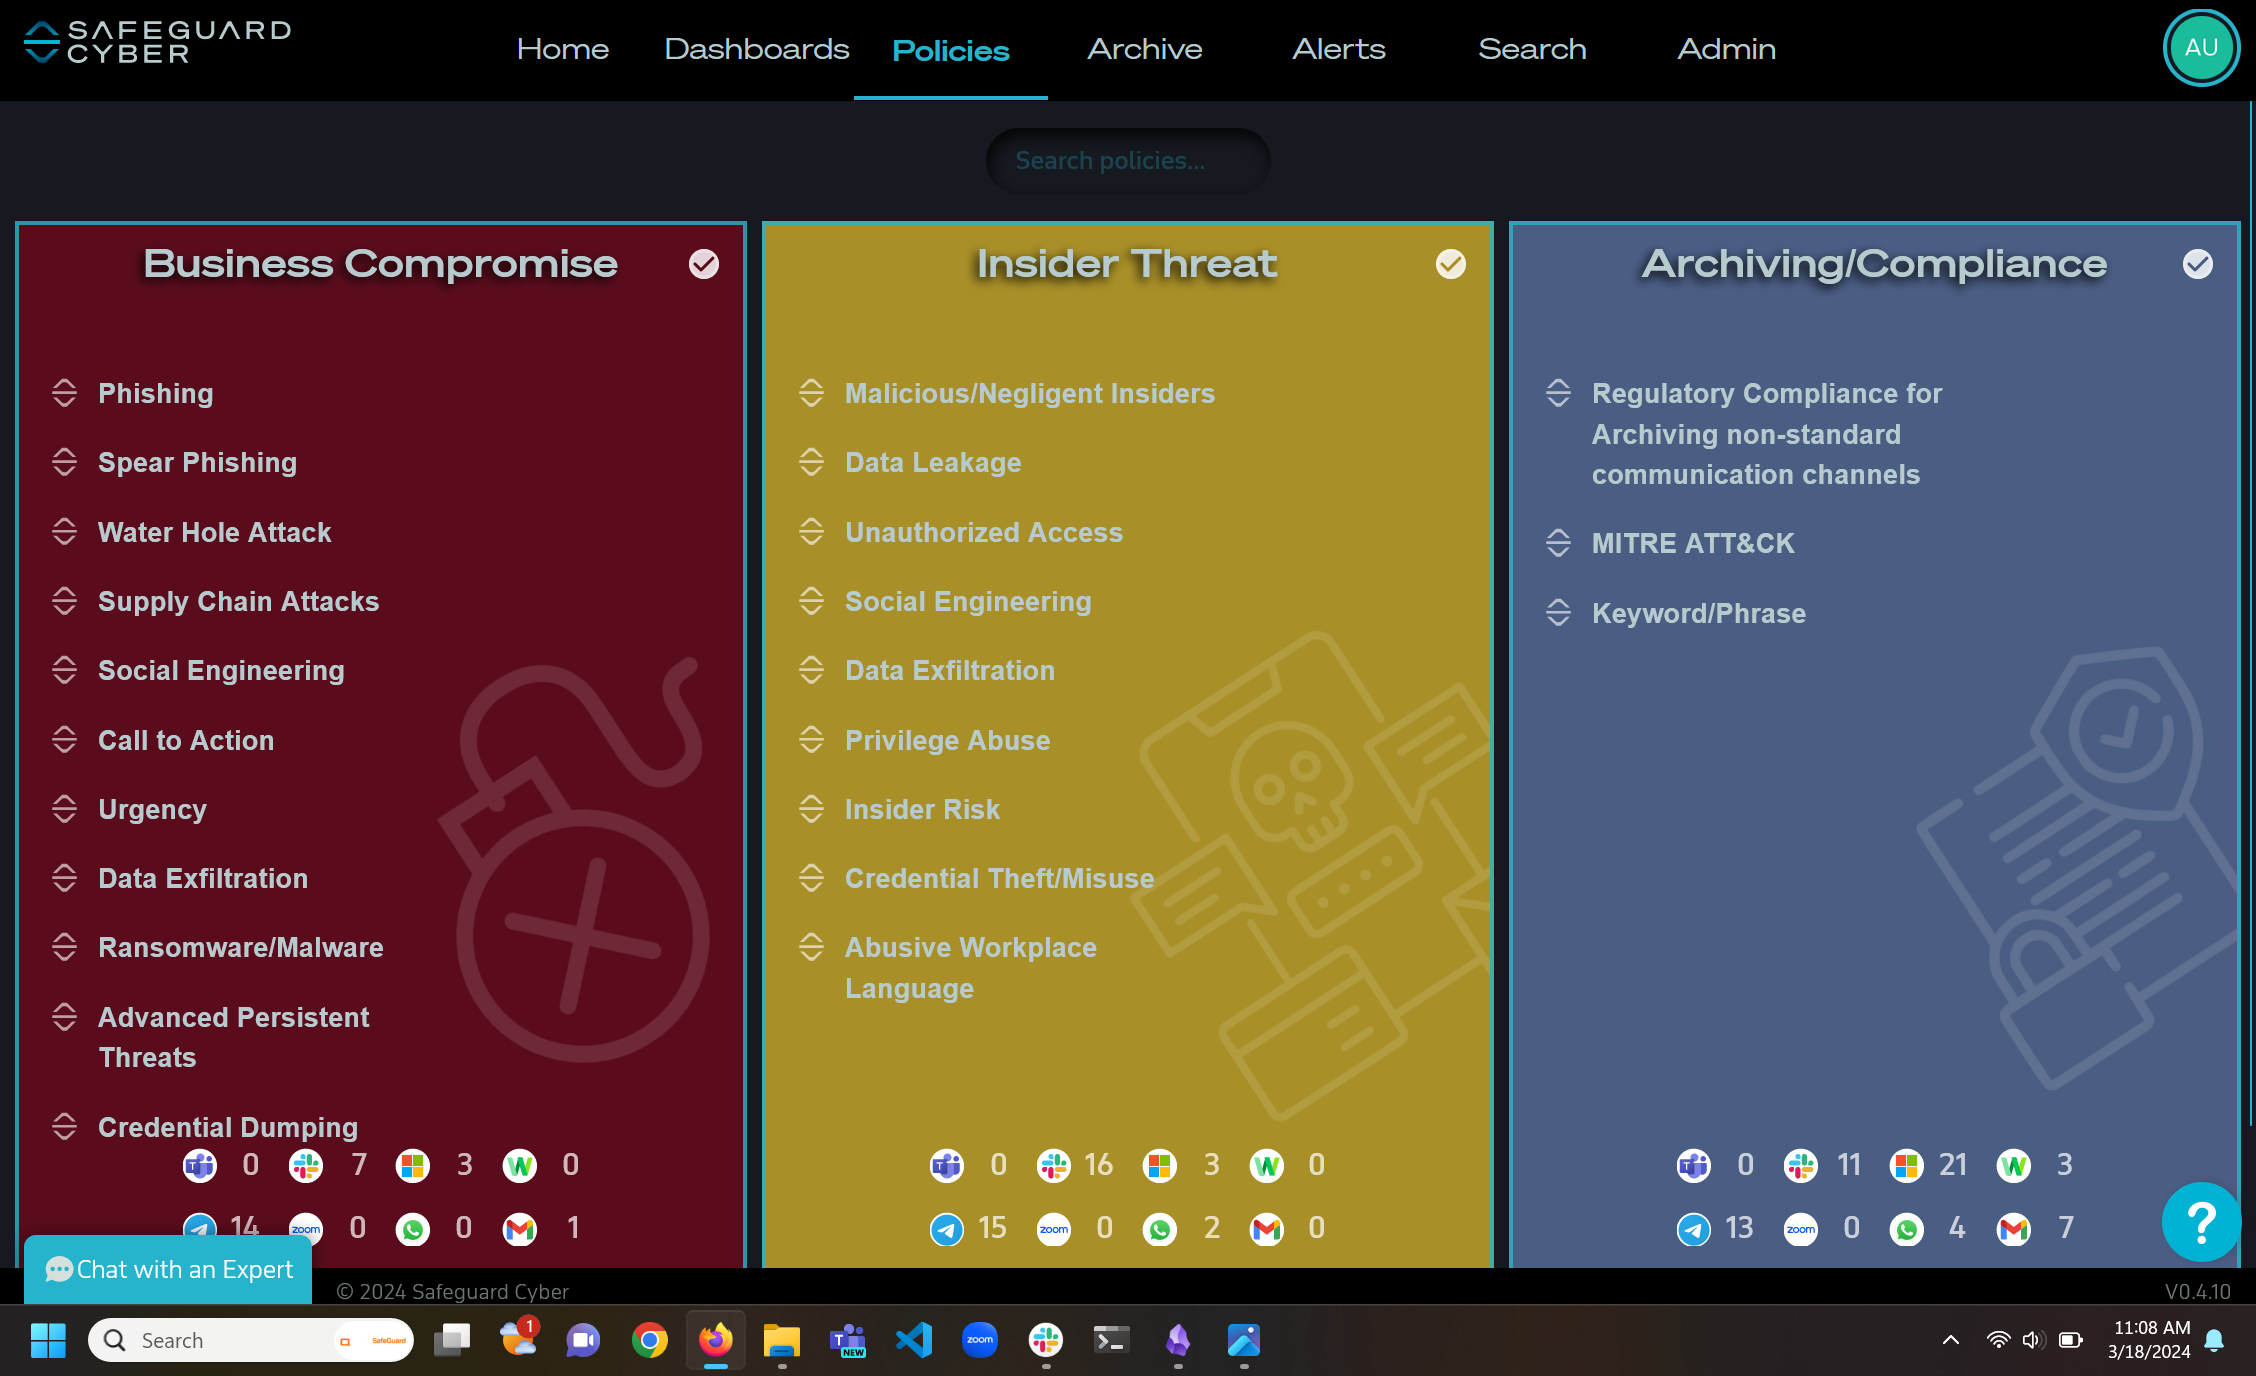 SAFEGUARD
CYBER
Home Dashboards Policies Archive Alerts Search Admin
AU
Search policies...
Business Compromise
Phishing
Spear Phishing
Water Hole Attack
Supply Chain Attacks
Social Engineering
Call to Action
Urgency
Data Exfiltration
Ransomware/Malware
Advanced Persistent
Threats
Credential Dumping
T 0 7 3 W 0
14 zoom 0 0 1
Insider Threat
Malicious/Negligent Insiders
Data Leakage
Unauthorized Access
Social Engineering
Data Exfiltration
Privilege Abuse
Insider Risk
Credential Theft/Misuse
Abusive Workplace
Language
T 0 16 3 W 0
15 zoom 0 2 0
Archiving/Compliance
Regulatory Compliance for
Archiving non-standard
communication channels
MITRE ATT&CK
Keyword/Phrase
T 0 11 21 W 3
13 zoom 0 4 7
?
Chat with an Expert
© 2024 Safeguard Cyber
V0.4.10
Search SafeGuard 1 T NEW zoom
11:08 AM
3/18/2024